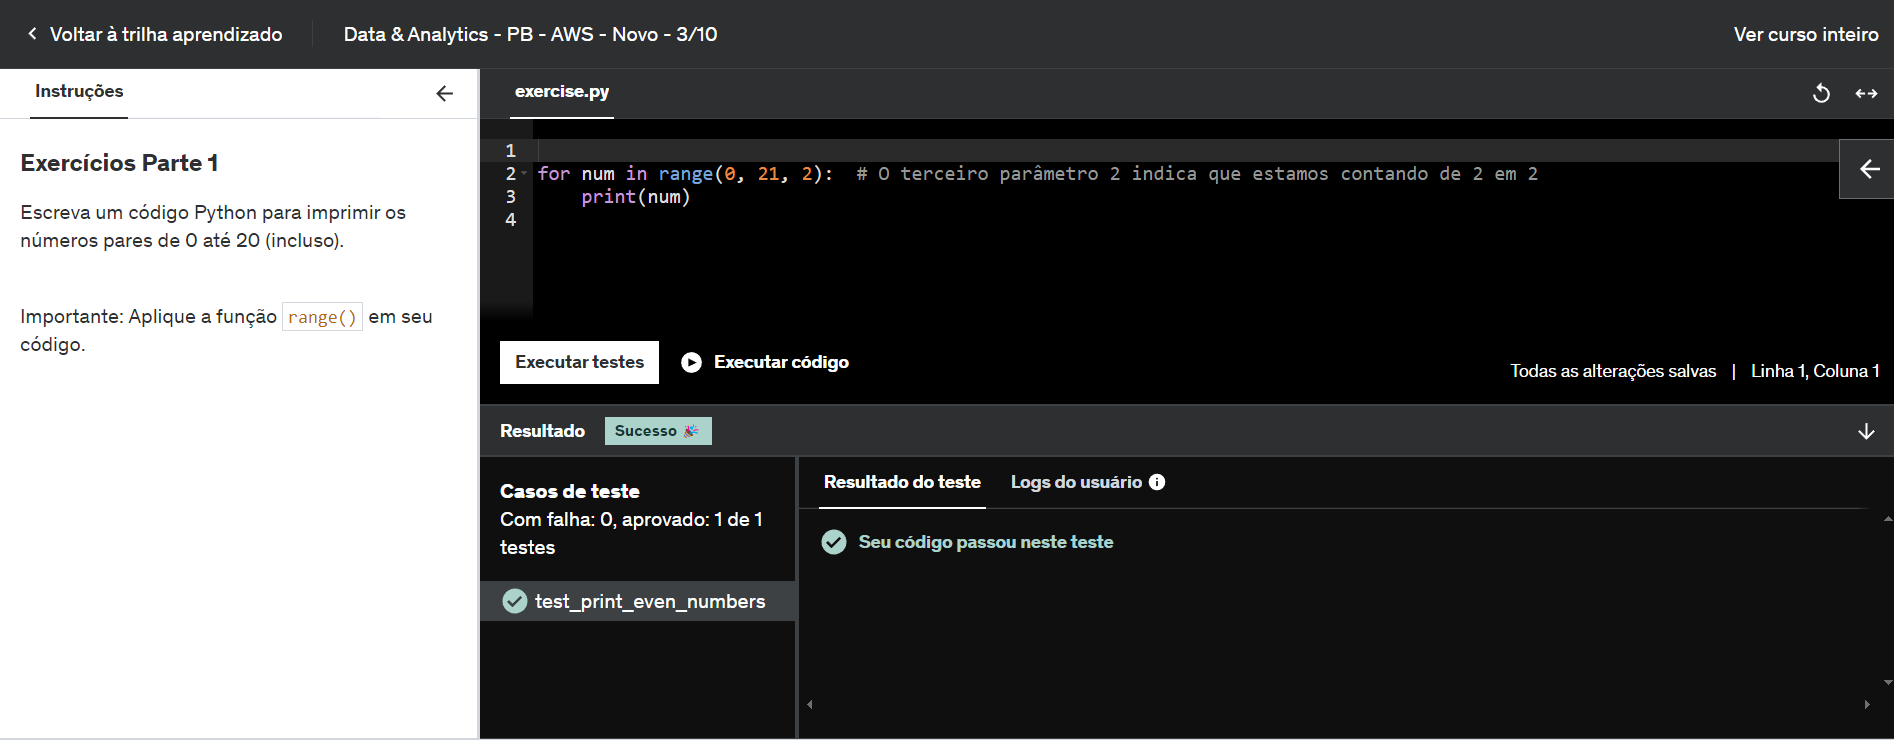 Voltar à trilha aprendizado
Data & Analytics - PB - AWS - Novo - 3/10
Ver curso inteiro
Instruções
Exercícios Parte 1
Escreva um código Python para imprimir os
números pares de 0 até 20 (incluso).
Importante: Aplique a função range() em seu
código.
exercise.py
1
2 for num in range(0, 21, 2):  # O terceiro parâmetro 2 indica que estamos contando de 2 em 2
3     print(num)
4
Executar testes
Executar código
Todas as alterações salvas | Linha 1, Coluna 1
Resultado
Sucesso 🎉
Casos de teste
Com falha: 0, aprovado: 1 de 1
testes
test_print_even_numbers
Resultado do teste
Logs do usuário
Seu código passou neste teste